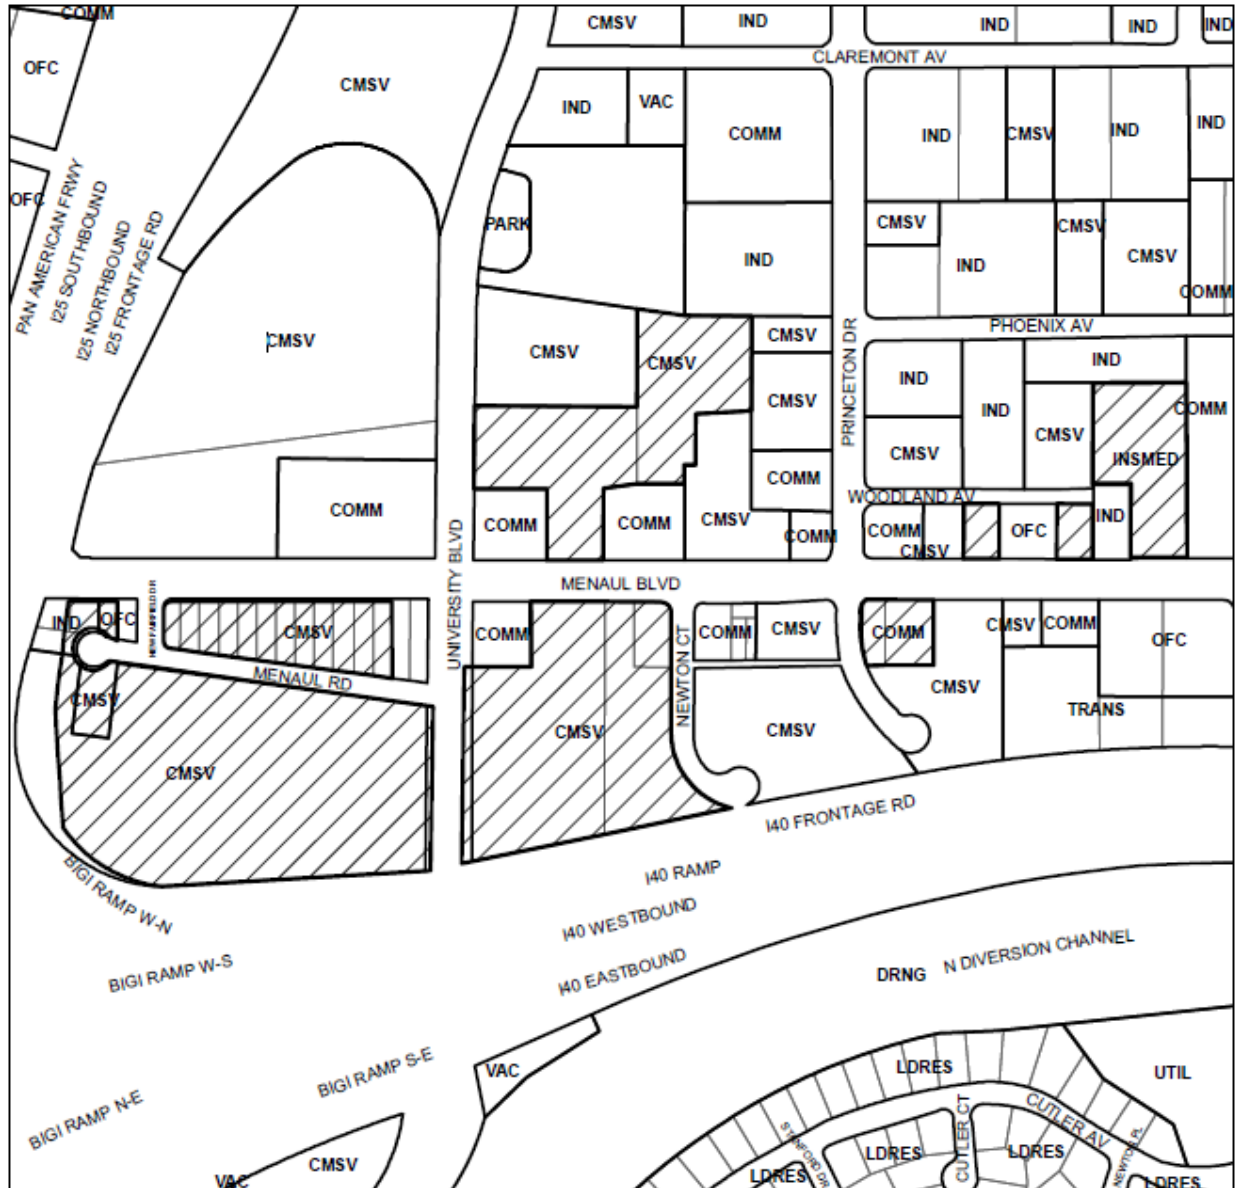 COMM
CMSV
IND
IND
IND
IND
OFC
CMSV
CLAREMONT AV
IND
VAC
COMM
IND
CMSV
IND
IND
OFC
PARK
CMSV
CMSV
CMSV
IND
IND
COMM
PAN AMERICAN FRWY
I25 SOUTHBOUND
I25 NORTHBOUND
I25 FRONTAGE RD
PHOENIX AV
CMSV
CMSV
CMSV
CMSV
PRINCETON DR
IND
IND
CMSV
IND
CMSV
COMM
CMSV
INSMED
COMM
WOODLAND AV
COMM
COMM
COMM
CMSV
COMM
COMM
CMSV
OFC
IND
UNIVERSITY BLVD
MENAUL BLVD
IND
OFC
CMSV
COMM
NEWTON CT
COMM
CMSV
COMM
CMSV
COMM
OFC
MENAUL RD
CMSV
CMSV
CMSV
TRANS
CMSV
CMSV
CMSV
I40 FRONTAGE RD
BIGI RAMP W-N
I40 RAMP
I40 WESTBOUND
BIGI RAMP W-S
I40 EASTBOUND
DRNG
N DIVERSION CHANNEL
BIGI RAMP S-E
VAC
LDRES
UTIL
BIGI RAMP N-E
CUTLER CT
CUTLER AV
STANFORD DR
NEWTON PL
LDRES
LDRES
CMSV
VAC
LDRES
LDRES